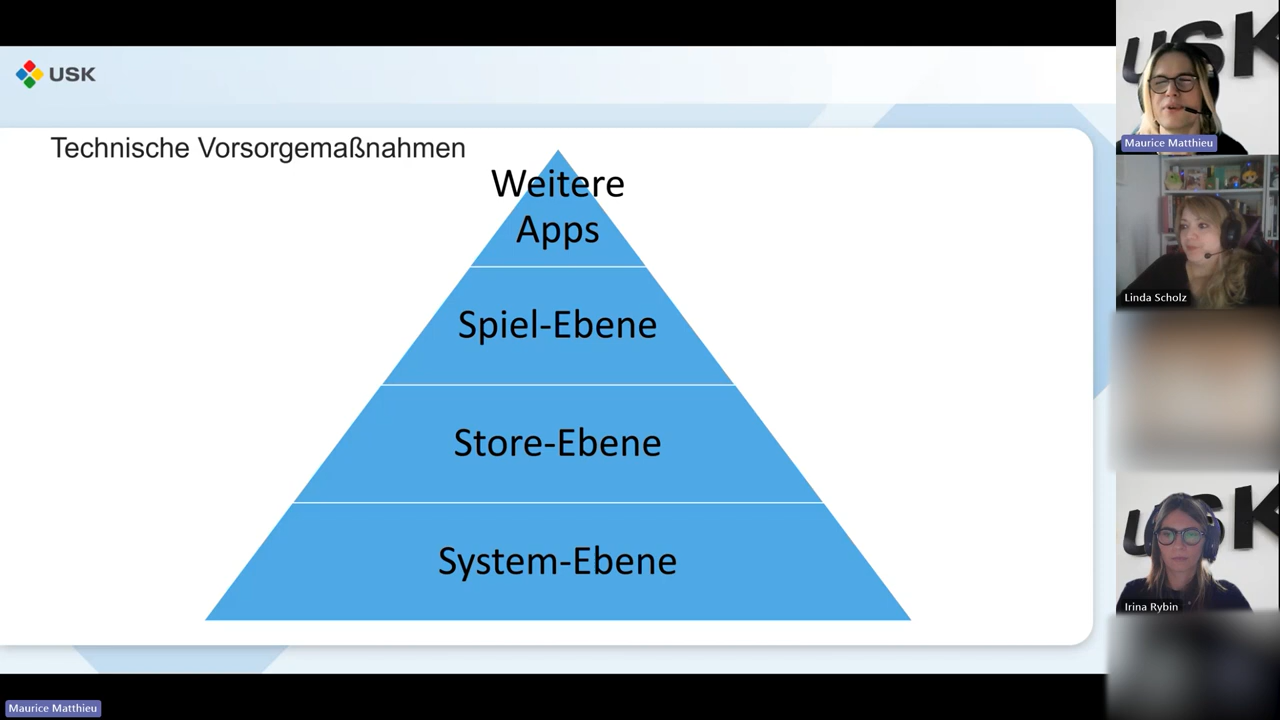 USK
Technische Vorsorgemaßnahmen
Weitere
Apps
Spiel-Ebene
Store-Ebene
System-Ebene
Maurice Matthieu
USK
Maurice Matthieu
Linda Scholz
USK
Irina Rybin